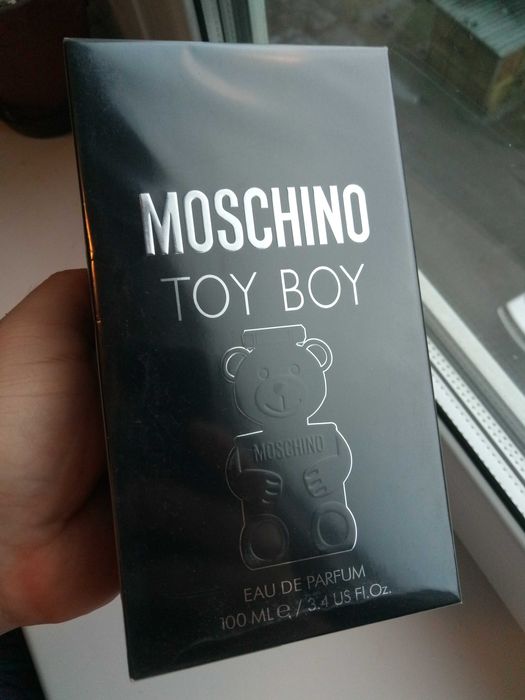 MOSCHINO
TOY BOY
MOSCHINO
EAU DE PARFUM
100 ML e / 3.4 US Fl.Oz.